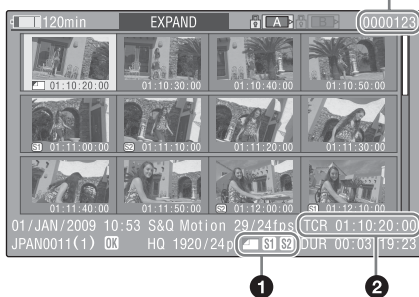 120min EXPAND A B 0000123
01:10:20:00 01:10:30:00 01:10:40:00 01:10:50:00
S1 01:11:00:00 S2 01:11:10:00 01:11:20:00 01:11:30:00
01:11:40:00 01:11:50:00 S2 01:12:00:00 S1 01:12:10:00
01/JAN/2009 10:53 S&Q Motion 29/24fps TCR 01:10:20:00
JPAN0011(1) OK HQ 1920/24p S1 S2 DUR 00:03:19:23
1 2